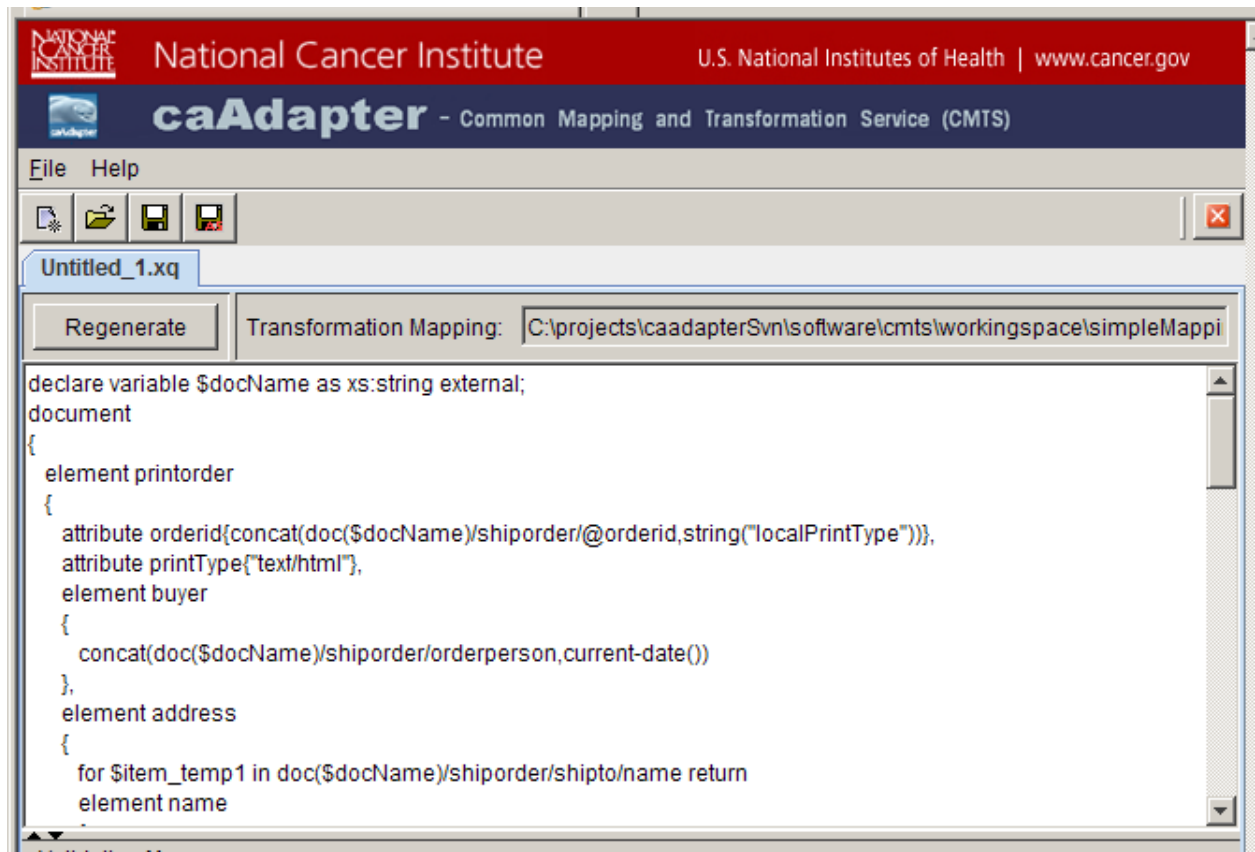 NATIONAL
CANCER
INSTITUTE
National Cancer Institute
U.S. National Institutes of Health | www.cancer.gov
caAdapter
caAdapter - Common Mapping and Transformation Service (CMTS)
File Help
Untitled_1.xq
Regenerate
Transformation Mapping: C:\projects\caadapterSvn\software\cmts\workingspace\simpleMappi
declare variable $docName as xs:string external;
document
{
element printorder
{
attribute orderid{concat(doc($docName)/shiporder/@orderid,string("localPrintType"))},
attribute printType{"text/html"},
element buyer
{
concat(doc($docName)/shiporder/orderperson,current-date())
},
element address
{
for $item_temp1 in doc($docName)/shiporder/shipto/name return
element name